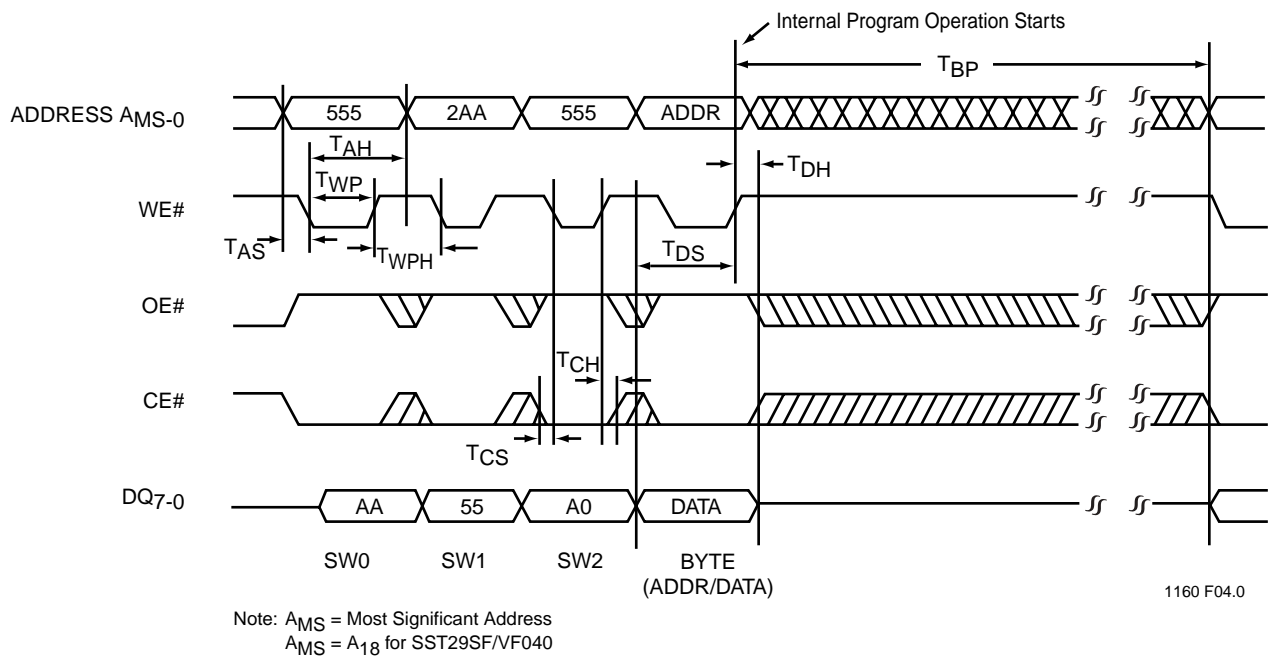 Internal Program Operation Starts
TBP
ADDRESS AMS-0
555
2AA
555
ADDR
TAH
TDH
TWP
WE#
TAS
TWPH
TDS
OE#
TCH
CE#
TCS
DQ7-0
AA
55
A0
DATA
SW0
SW1
SW2
BYTE
(ADDR/DATA)
1160 F04.0
Note: AMS = Most Significant Address
AMS = A18 for SST29SF/VF040